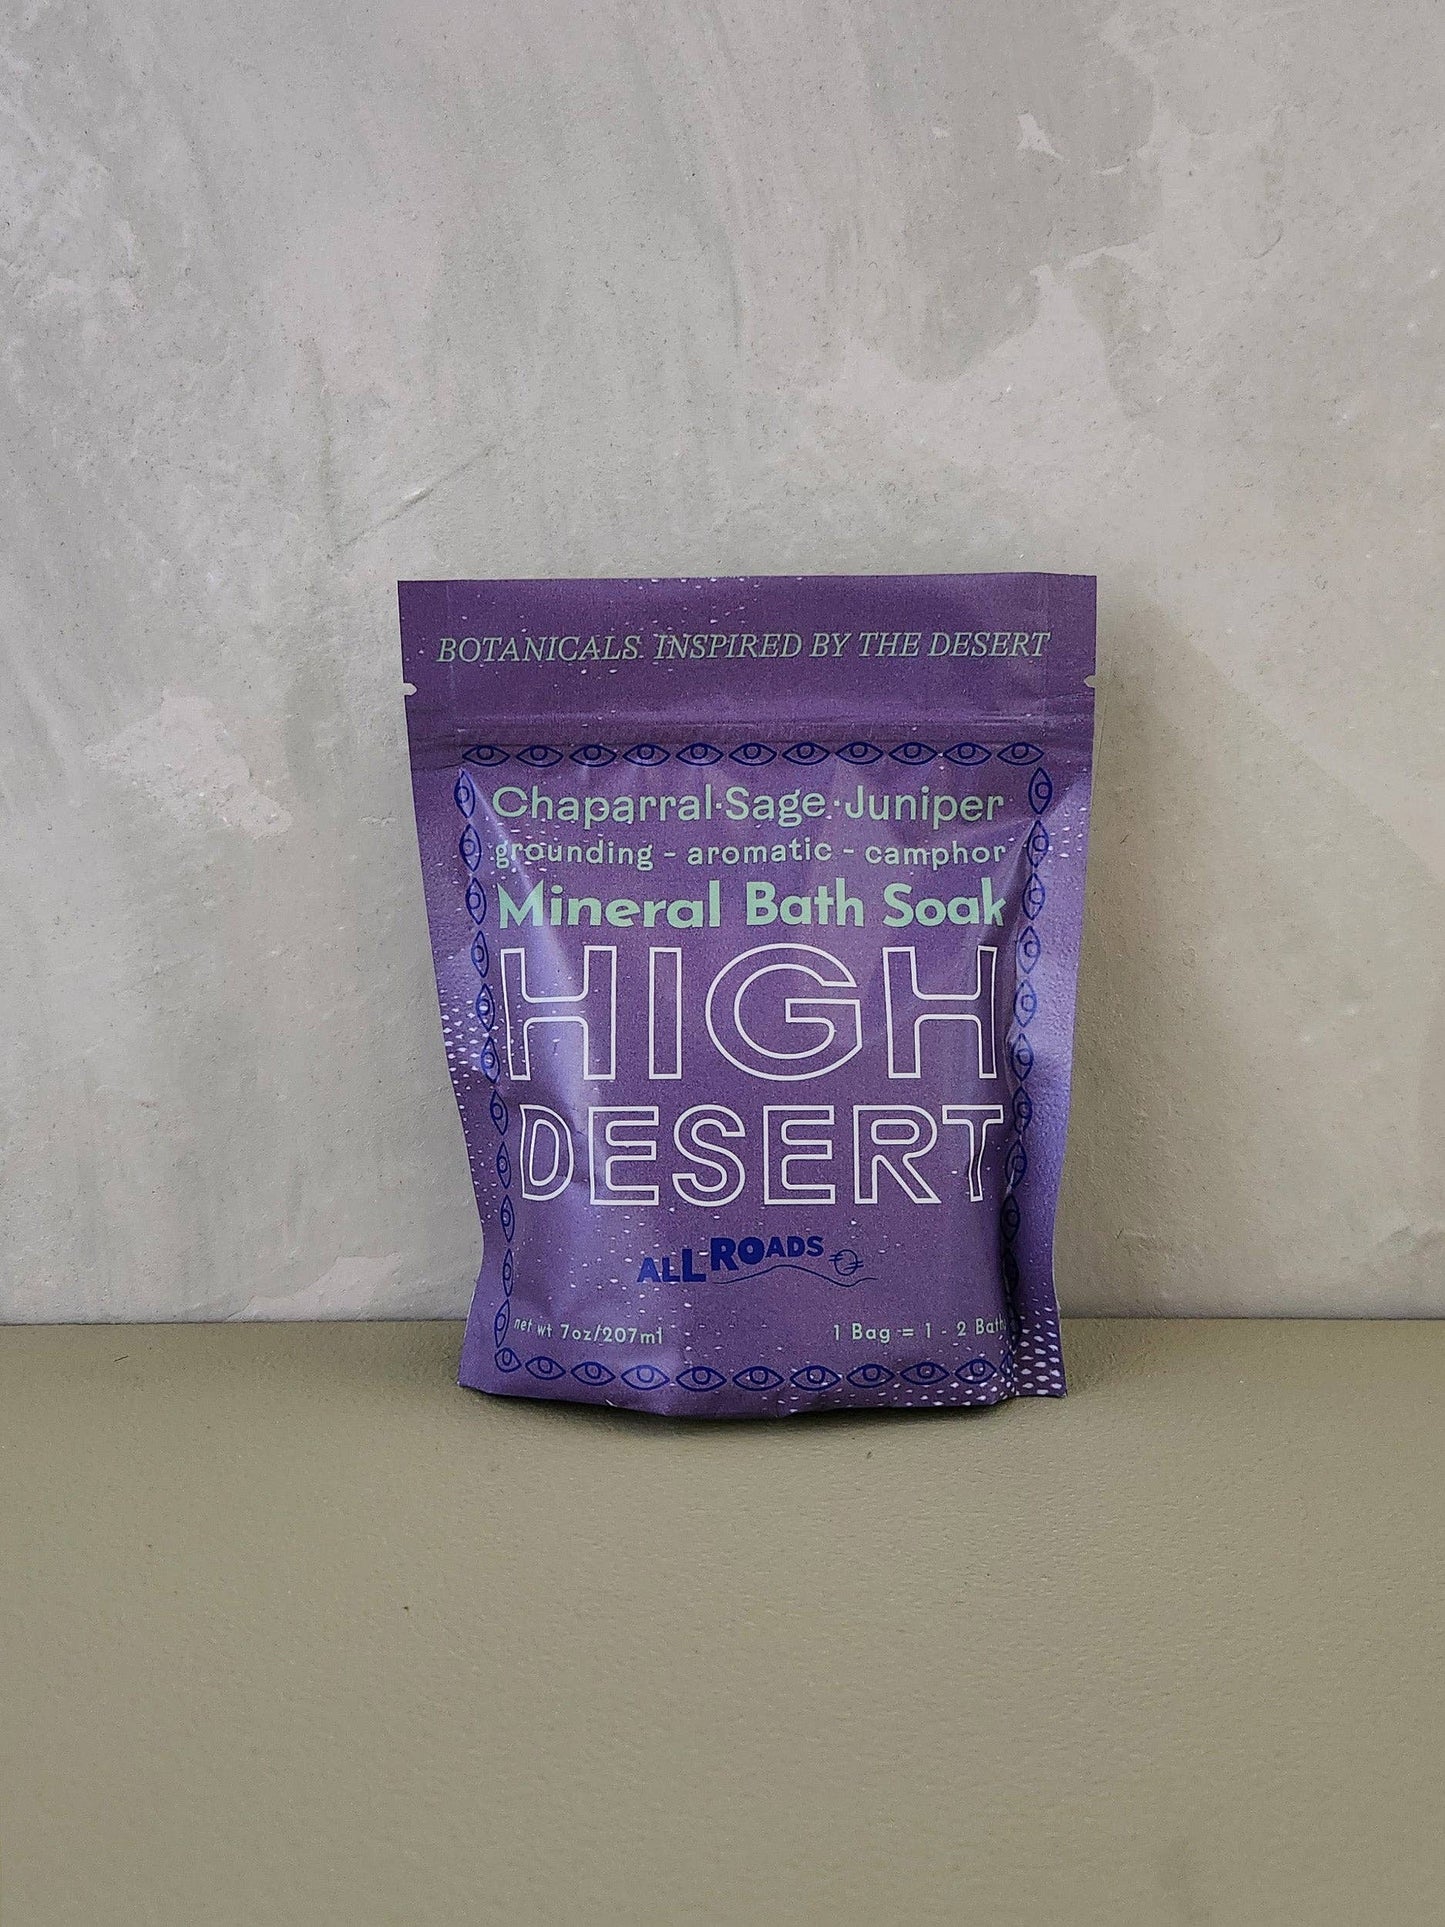 BOTANICALS INSPIRED BY THE DESERT
Chaparral·Sage·Juniper
grounding - aromatic - camphor
Mineral Bath Soak
HIGH
DESERT
ALL ROADS
net wt 7oz/207ml
1 Bag = 1 - 2 Bath